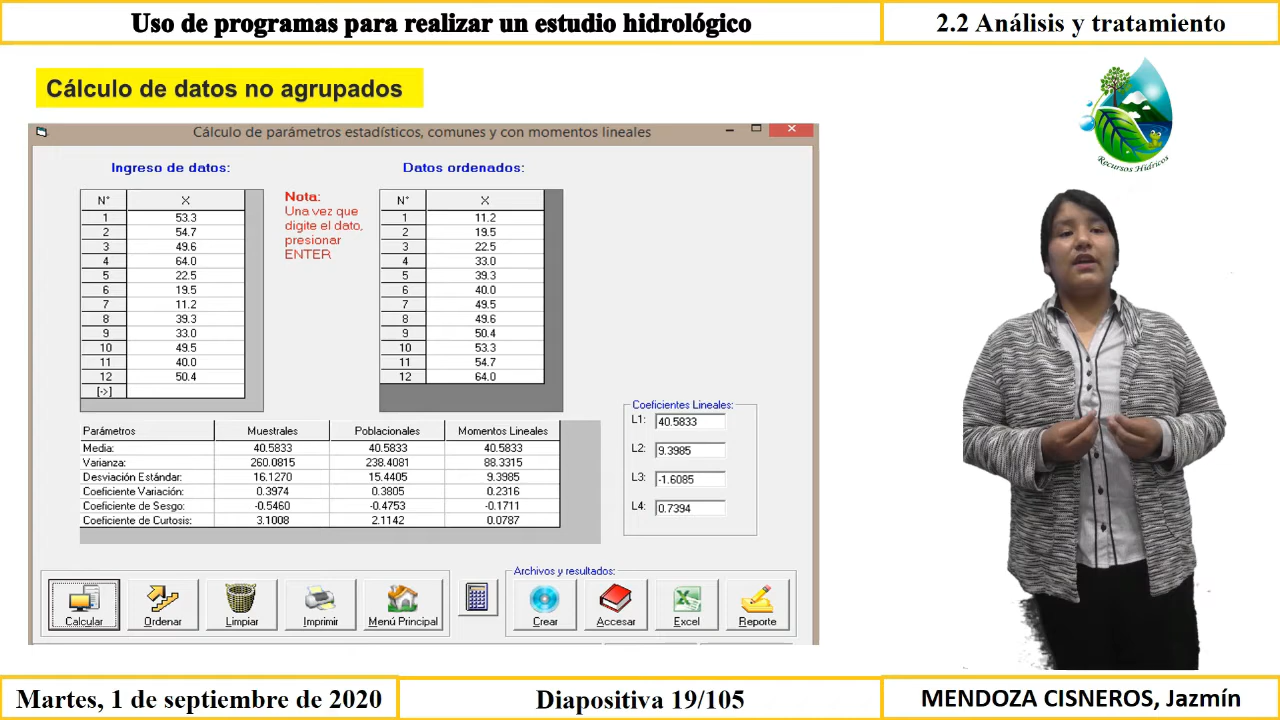 Uso de programas para realizar un estudio hidrológico
2.2 Análisis y tratamiento
Cálculo de datos no agrupados
Recursos Hídricos
Cálculo de parámetros estadísticos, comunes y con momentos lineales
Ingreso de datos:
N° X
1 53.3
2 54.7
3 49.6
4 64.0
5 22.5
6 19.5
7 11.2
8 39.3
9 33.0
10 49.5
11 40.0
12 50.4
[->]
Nota:
Una vez que
digite el dato,
presionar
ENTER
Datos ordenados:
N° X
1 11.2
2 19.5
3 22.5
4 33.0
5 39.3
6 40.0
7 49.5
8 49.6
9 50.4
10 53.3
11 54.7
12 64.0
Parámetros Muestrales Poblacionales Momentos Lineales
Media: 40.5833 40.5833 40.5833
Varianza: 260.0815 238.4081 88.3315
Desviación Estándar: 16.1270 15.4405 9.3985
Coeficiente Variación: 0.3974 0.3805 0.2316
Coeficiente de Sesgo: -0.5460 -0.4753 -0.1711
Coeficiente de Curtosis: 3.1008 2.1142 0.0787
Coeficientes Lineales:
L1: 40.5833
L2: 9.3985
L3: -1.6085
L4: 0.7394
Calcular
Ordenar
Limpiar
Imprimir
Menú Principal
Archivos y resultados:
Crear
Accesar
Excel
Reporte
Martes, 1 de septiembre de 2020
Diapositiva 19/105
MENDOZA CISNEROS, Jazmín